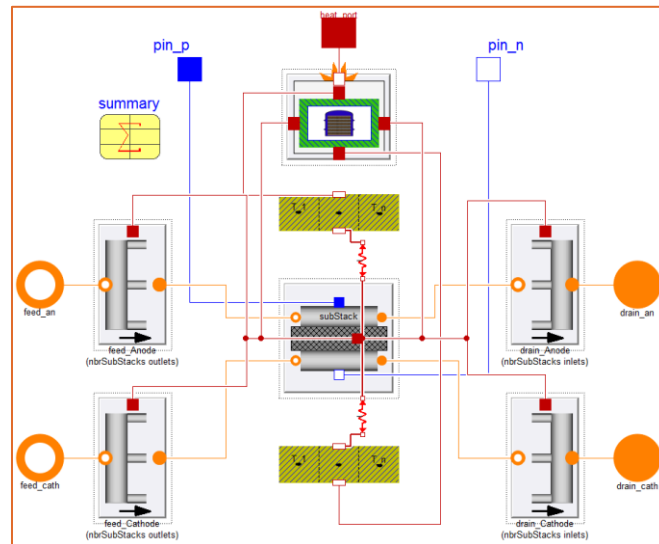 heat_port
pin_p
pin_n
summary
T_1
T_n
feed_an
feed_Anode
(nbrSubStacks outlets)
subStack
drain_Anode
(nbrSubStacks inlets)
drain_an
T_1
T_n
feed_cath
feed_Cathode
(nbrSubStacks outlets)
drain_Cathode
(nbrSubStacks inlets)
drain_cath